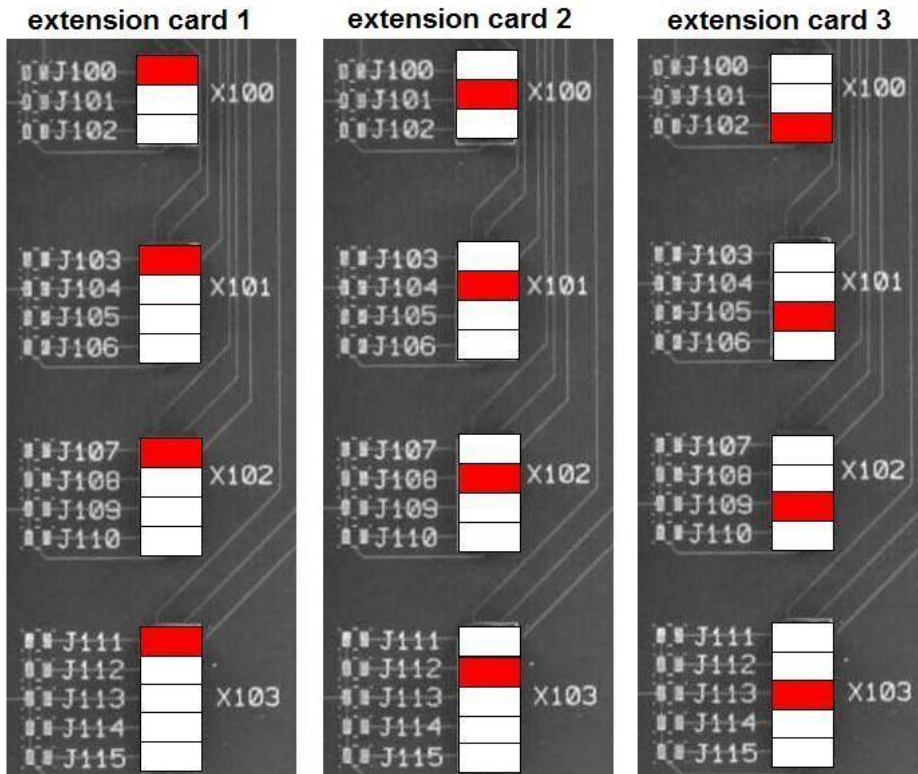 extension card 1
J100
J101 X100
J102
J103
J104 X101
J105
J106
J107
J108 X102
J109
J110
J111
J112
J113 X103
J114
J115
extension card 2
J100
J101 X100
J102
J103
J104 X101
J105
J106
J107
J108 X102
J109
J110
J111
J112
J113 X103
J114
J115
extension card 3
J100
J101 X100
J102
J103
J104 X101
J105
J106
J107
J108 X102
J109
J110
J111
J112
J113 X103
J114
J115